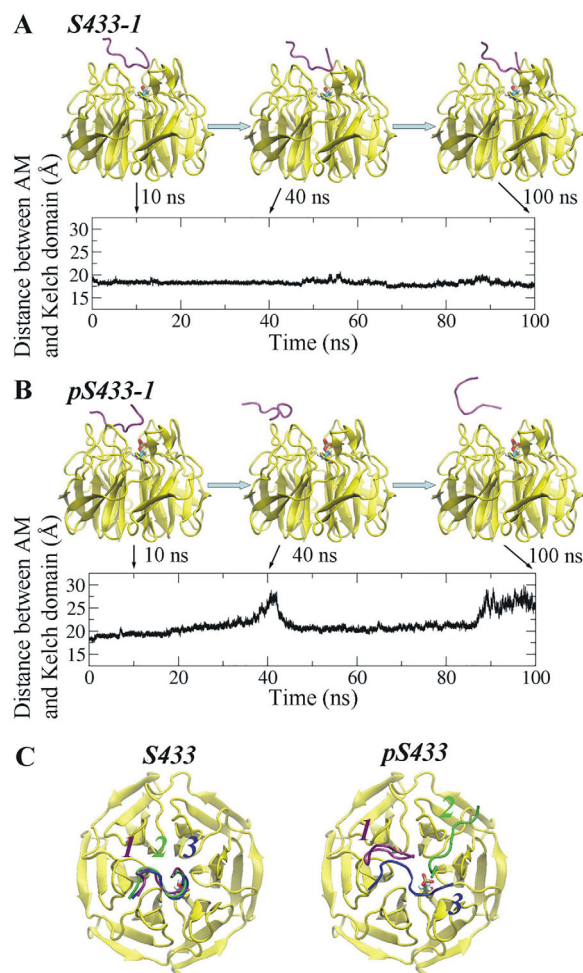 A S433-1
10 ns
40 ns
100 ns
Distance between AM
and Kelch domain (Å)
30
25
20
15
0 20 40 60 80 100
Time (ns)
B pS433-1
10 ns
40 ns
100 ns
Distance between AM
and Kelch domain (Å)
30
25
20
15
0 20 40 60 80 100
Time (ns)
C S433 pS433
1 2 3
1
2
3